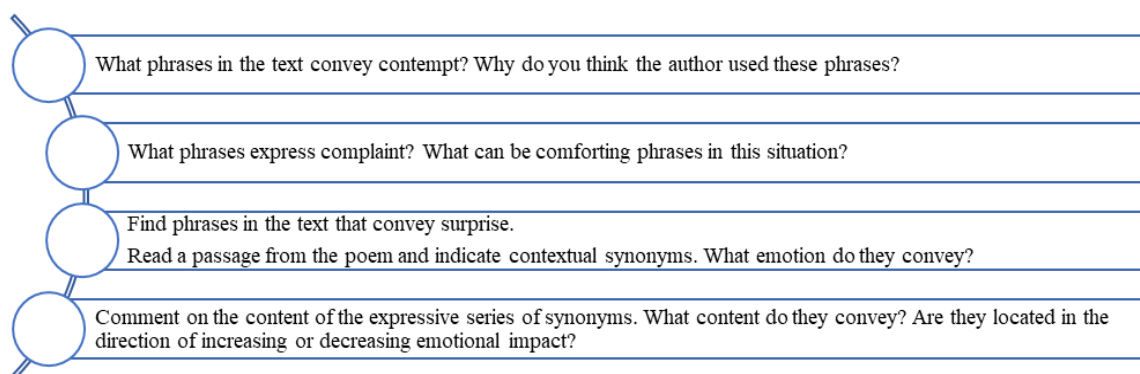 What phrases in the text convey contempt? Why do you think the author used these phrases?
What phrases express complaint? What can be comforting phrases in this situation?
Find phrases in the text that convey surprise.
Read a passage from the poem and indicate contextual synonyms. What emotion do they convey?
Comment on the content of the expressive series of synonyms. What content do they convey? Are they located in the
direction of increasing or decreasing emotional impact?